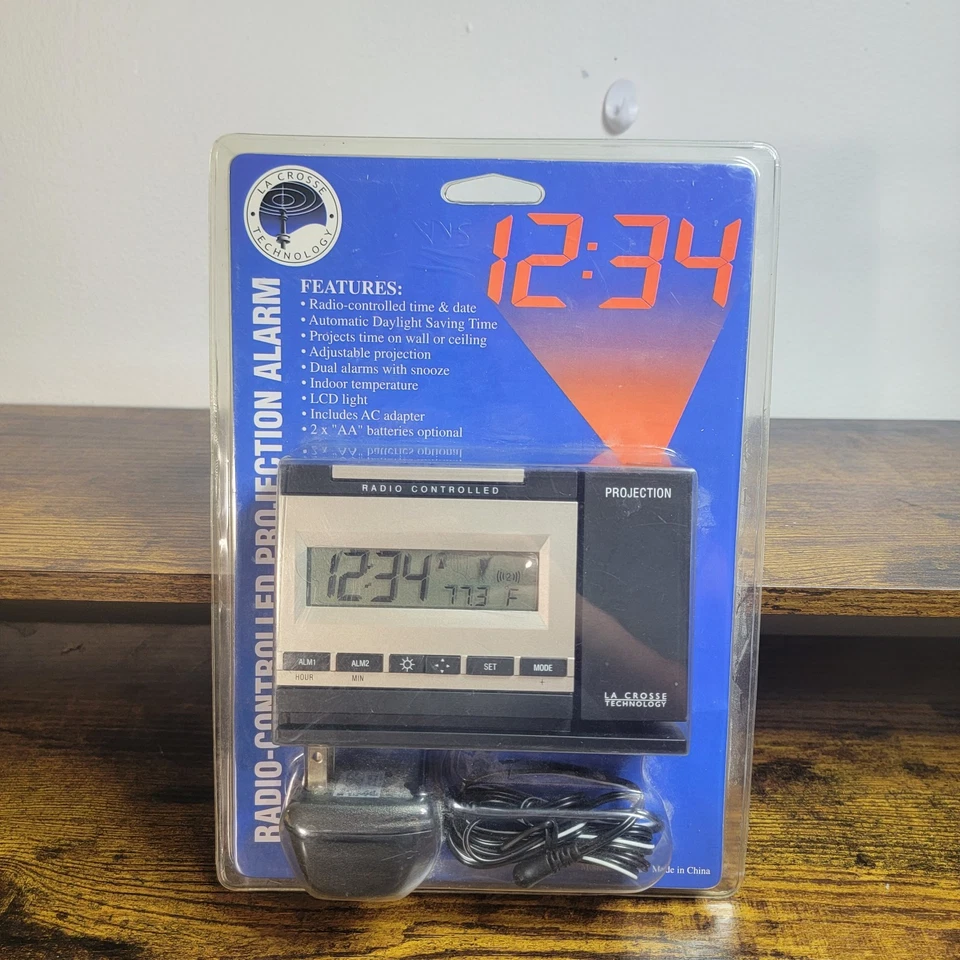 LA CROSSE
TECHNOLOGY
12:34
RADIO-CONTROLLED PROJECTION ALARM
FEATURES:
• Radio-controlled time & date
• Automatic Daylight Saving Time
• Projects time on wall or ceiling
• Adjustable projection
• Dual alarms with snooze
• Indoor temperature
• LCD light
• Includes AC adapter
• 2 x "AA" batteries optional
RADIO CONTROLLED
PROJECTION
12:34
77.3 F
ALM1 ALM2 SET MODE
HOUR MIN +
LA CROSSE
TECHNOLOGY
Made in China